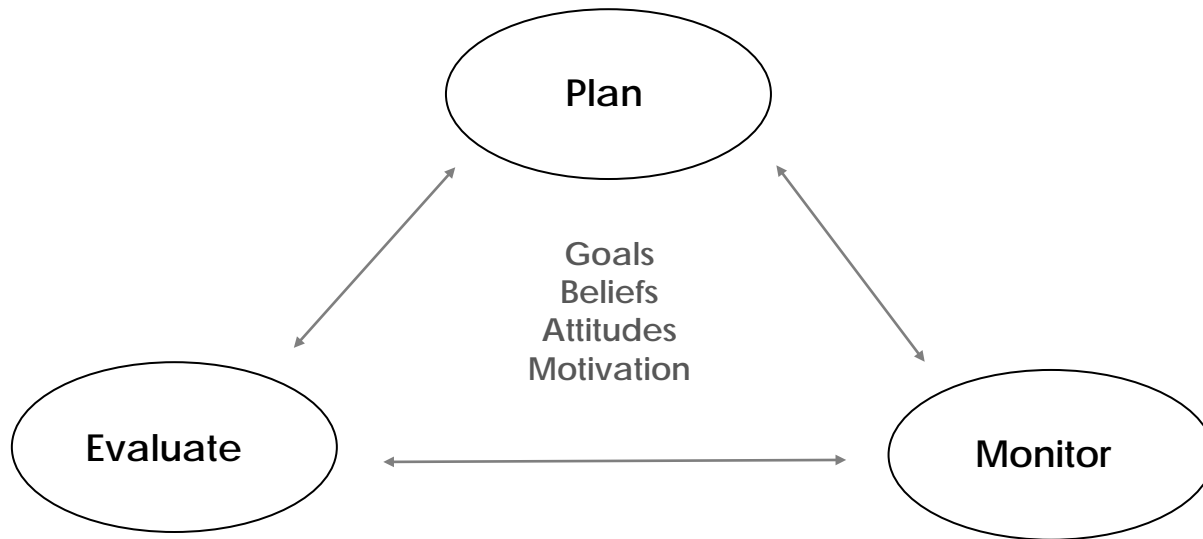 Plan
Goals
Beliefs
Attitudes
Motivation
Evaluate
Monitor